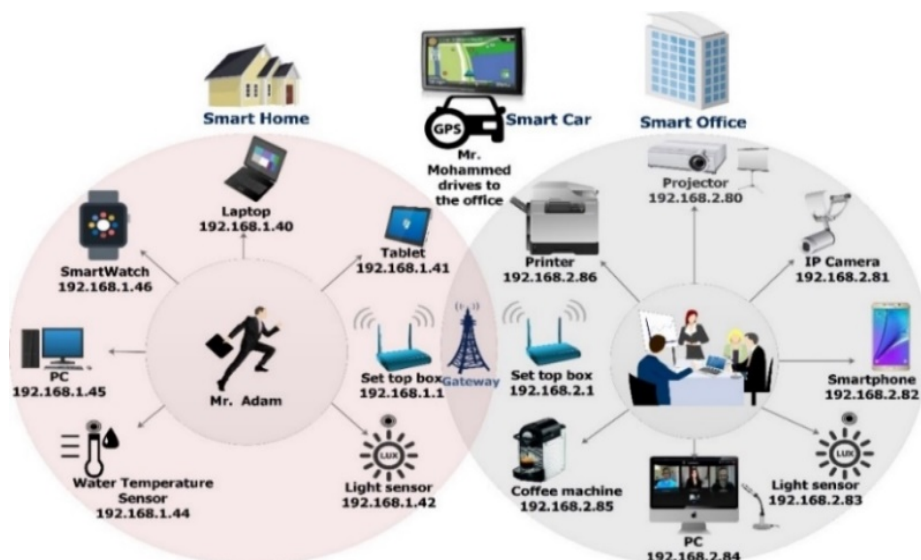 Smart Home
Smart Car
Smart Office
GPS
Mr.
Mohammed
drives to
the office
Laptop
192.168.1.40
Tablet
192.168.1.41
SmartWatch
192.168.1.46
PC
192.168.1.45
Mr. Adam
Set top box
192.168.1.1
Gateway
Water Temperature
Sensor
192.168.1.44
LUX
Light sensor
192.168.1.42
Projector
192.168.2.80
Printer
192.168.2.86
IP Camera
192.168.2.81
Set top box
192.168.2.1
Smartphone
192.168.2.82
Coffee machine
192.168.2.85
LUX
Light sensor
192.168.2.83
PC
192.168.2.84